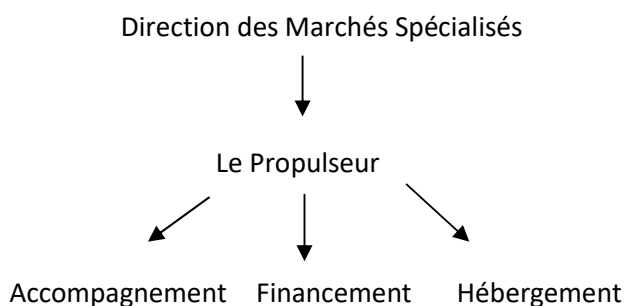 Direction des Marchés Spécialisés
Le Propulseur
Accompagnement Financement Hébergement